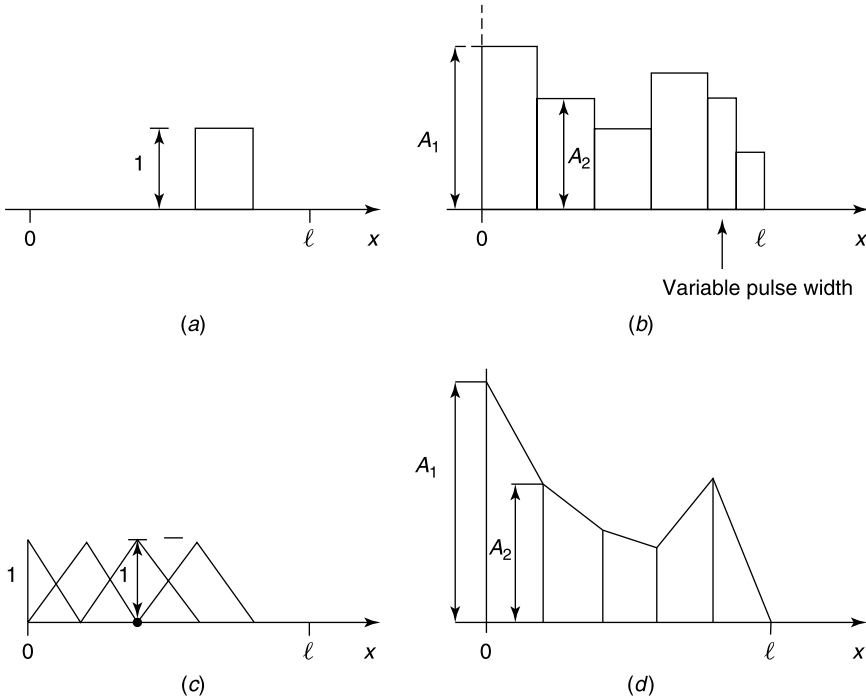 1
0
ℓ
x
(a)
A₁
A₂
0
ℓ
x
Variable pulse width
(b)
1
1
0
ℓ
x
(c)
A₁
A₂
0
ℓ
x
(d)